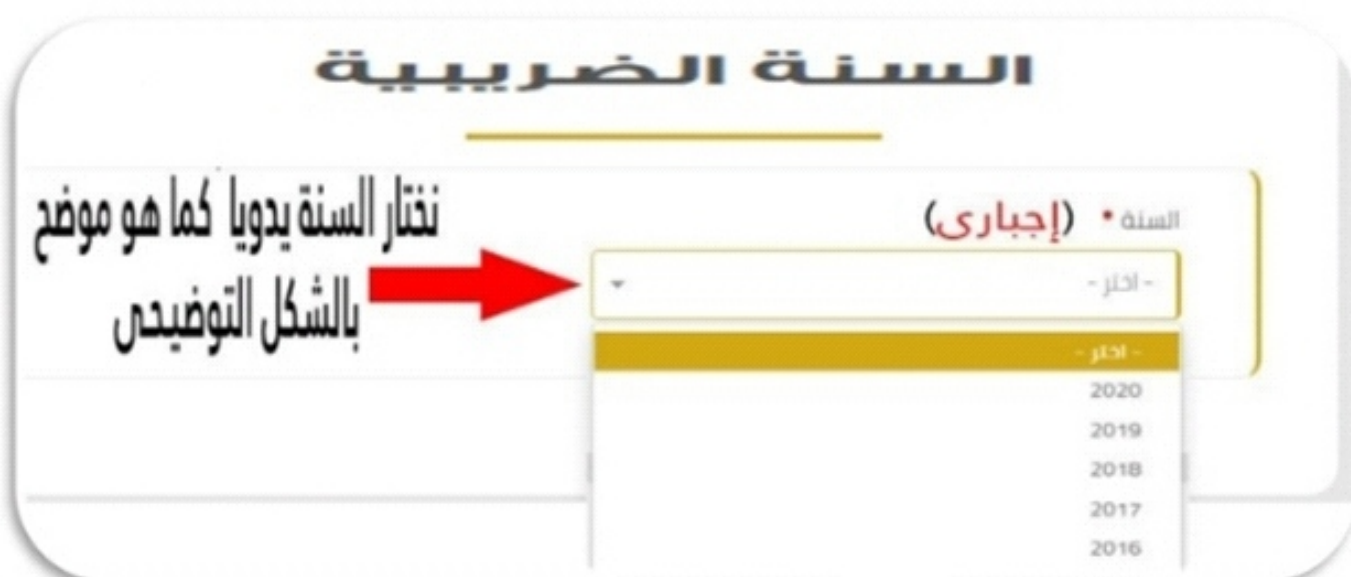 السنة الضريبية
السنة * (إجبارى)
نختار السنة يدويا كما هو موضح
بالشكل التوضيحى
- اختر -
- اختر -
2020
2019
2018
2017
2016